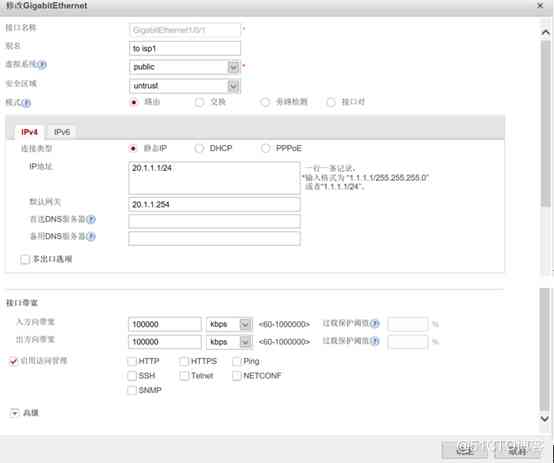 修改GigabitEthernet
接口名称 GigabitEthernet1/0/1 *
别名 to isp1
虚拟系统 public *
安全区域 untrust
模式 路由 交换 旁路检测 接口对
IPv4 IPv6
连接类型 静态IP DHCP PPPoE
IP地址 20.1.1.1/24 一行一条记录，
*输入格式为 "1.1.1.1/255.255.255.0"
或者"1.1.1.1/24"。
默认网关 20.1.1.254
首选DNS服务器
备用DNS服务器
多出口选项
接口带宽
入方向带宽 100000 kbps <60-1000000> 过载保护阈值 %
出方向带宽 100000 kbps <60-1000000> 过载保护阈值 %
启用访问管理 HTTP HTTPS Ping
SSH Telnet NETCONF
SNMP
高级
@51CTO博客